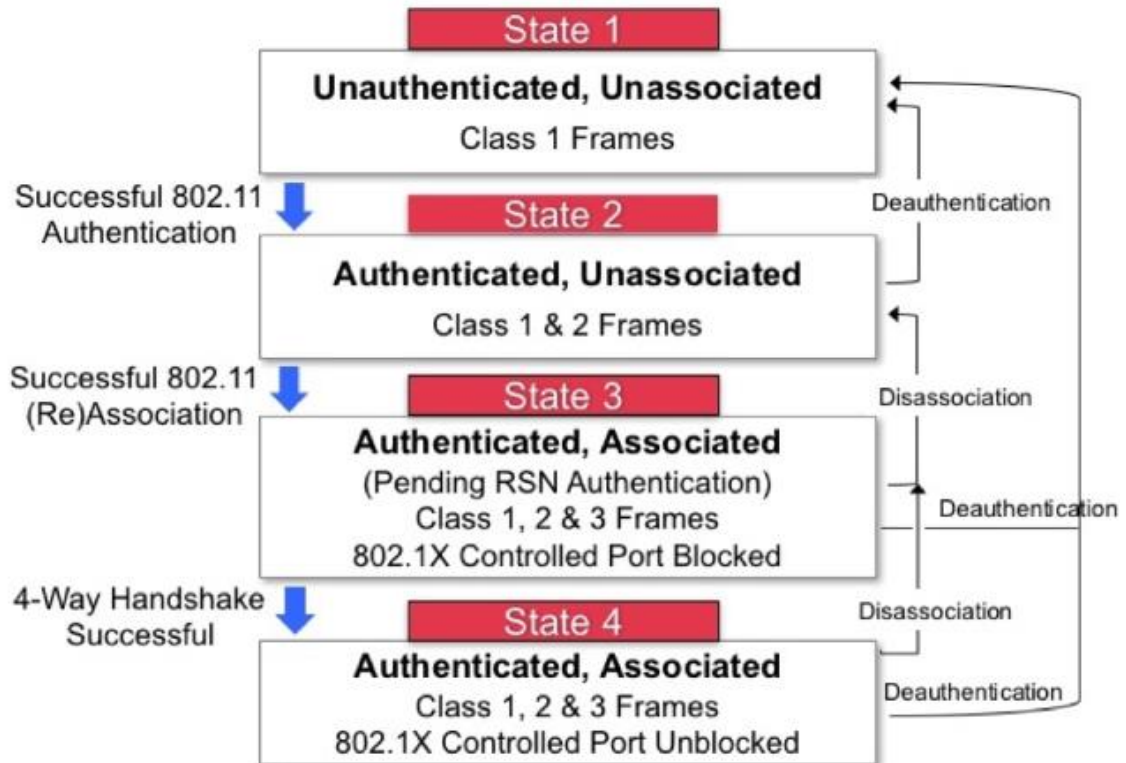 State 1
Unauthenticated, Unassociated
Class 1 Frames
Successful 802.11
Authentication
Deauthentication
State 2
Authenticated, Unassociated
Class 1 & 2 Frames
Successful 802.11
(Re)Association
Disassociation
State 3
Authenticated, Associated
(Pending RSN Authentication)
Class 1, 2 & 3 Frames
802.1X Controlled Port Blocked
Deauthentication
4-Way Handshake
Successful
Disassociation
State 4
Authenticated, Associated
Class 1, 2 & 3 Frames
802.1X Controlled Port Unblocked
Deauthentication